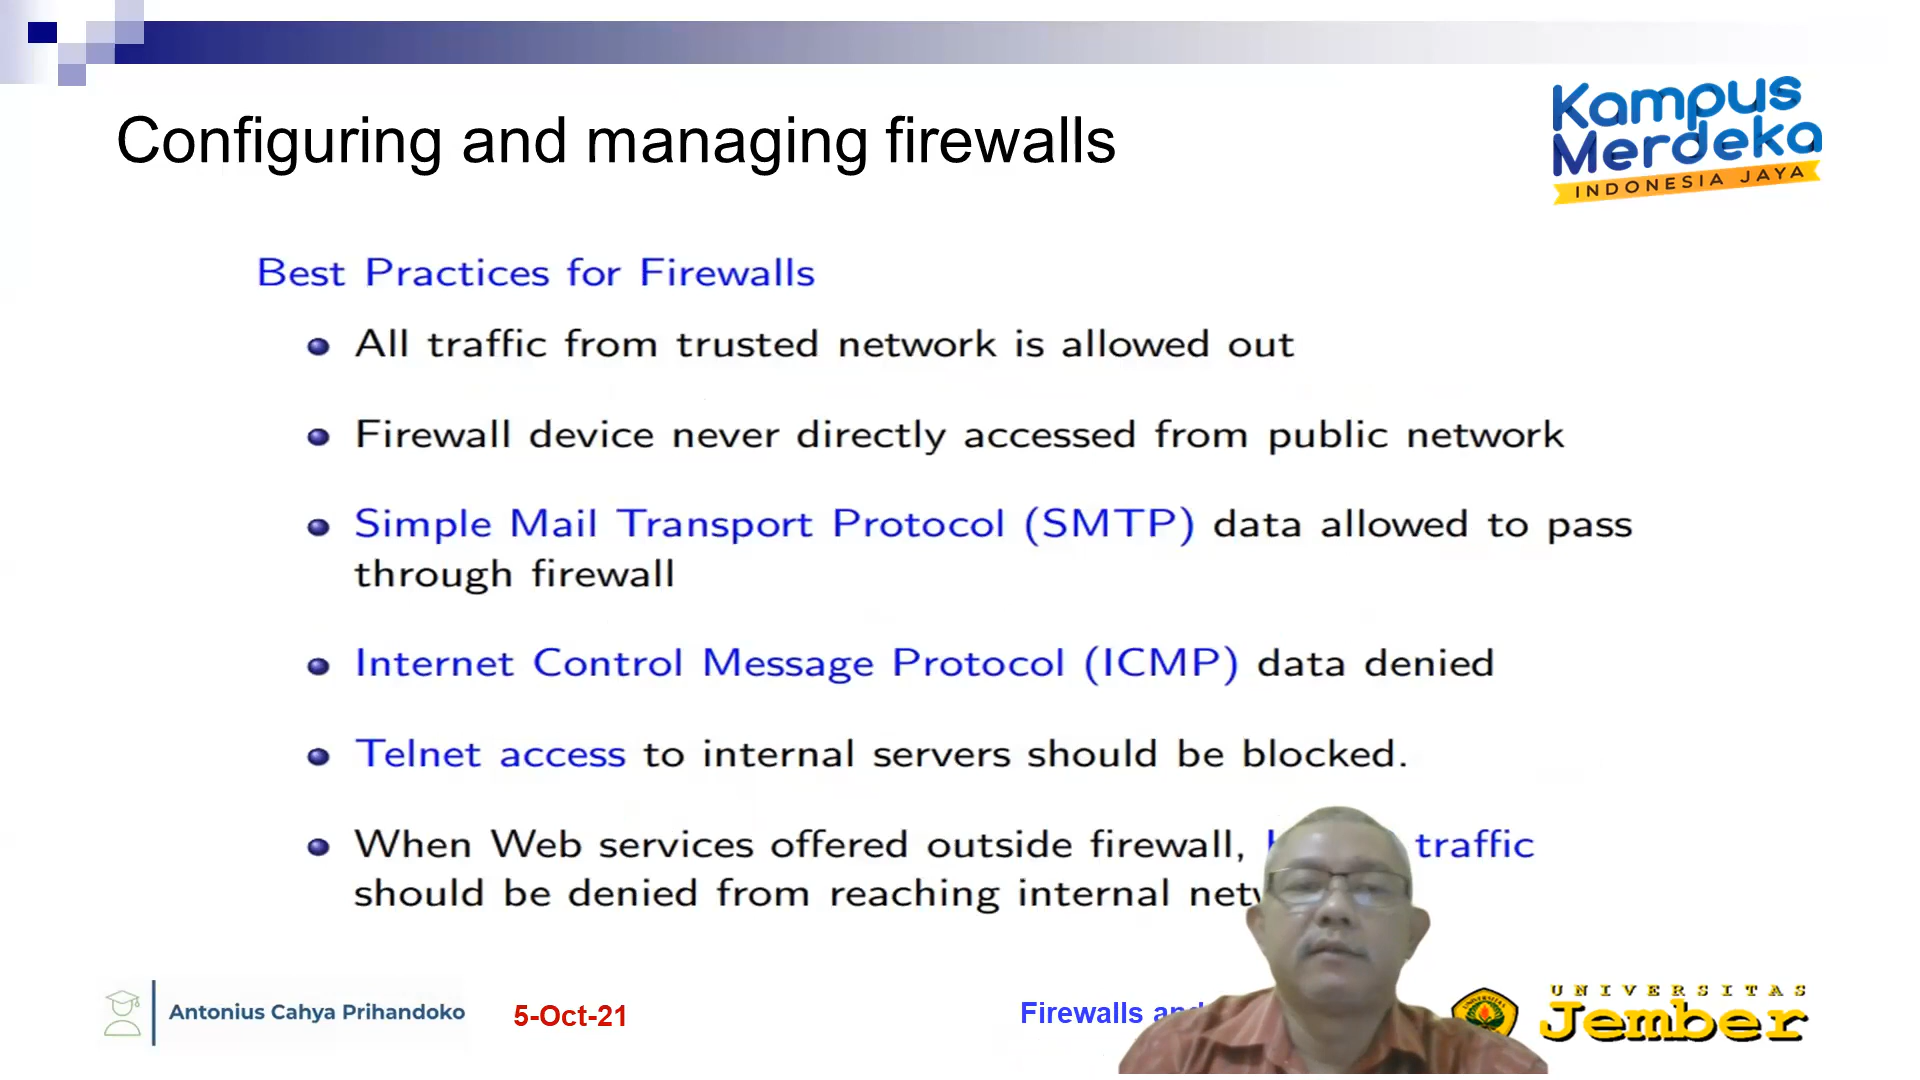 Configuring and managing firewalls
Kampus
Merdeka
INDONESIA JAYA
Best Practices for Firewalls
All traffic from trusted network is allowed out
Firewall device never directly accessed from public network
Simple Mail Transport Protocol (SMTP) data allowed to pass
through firewall
Internet Control Message Protocol (ICMP) data denied
Telnet access to internal servers should be blocked.
When Web services offered outside firewall, traffic
should be denied from reaching internal
Antonius Cahya Prihandoko
5-Oct-21
Firewalls
UNIVERSITAS
Jember